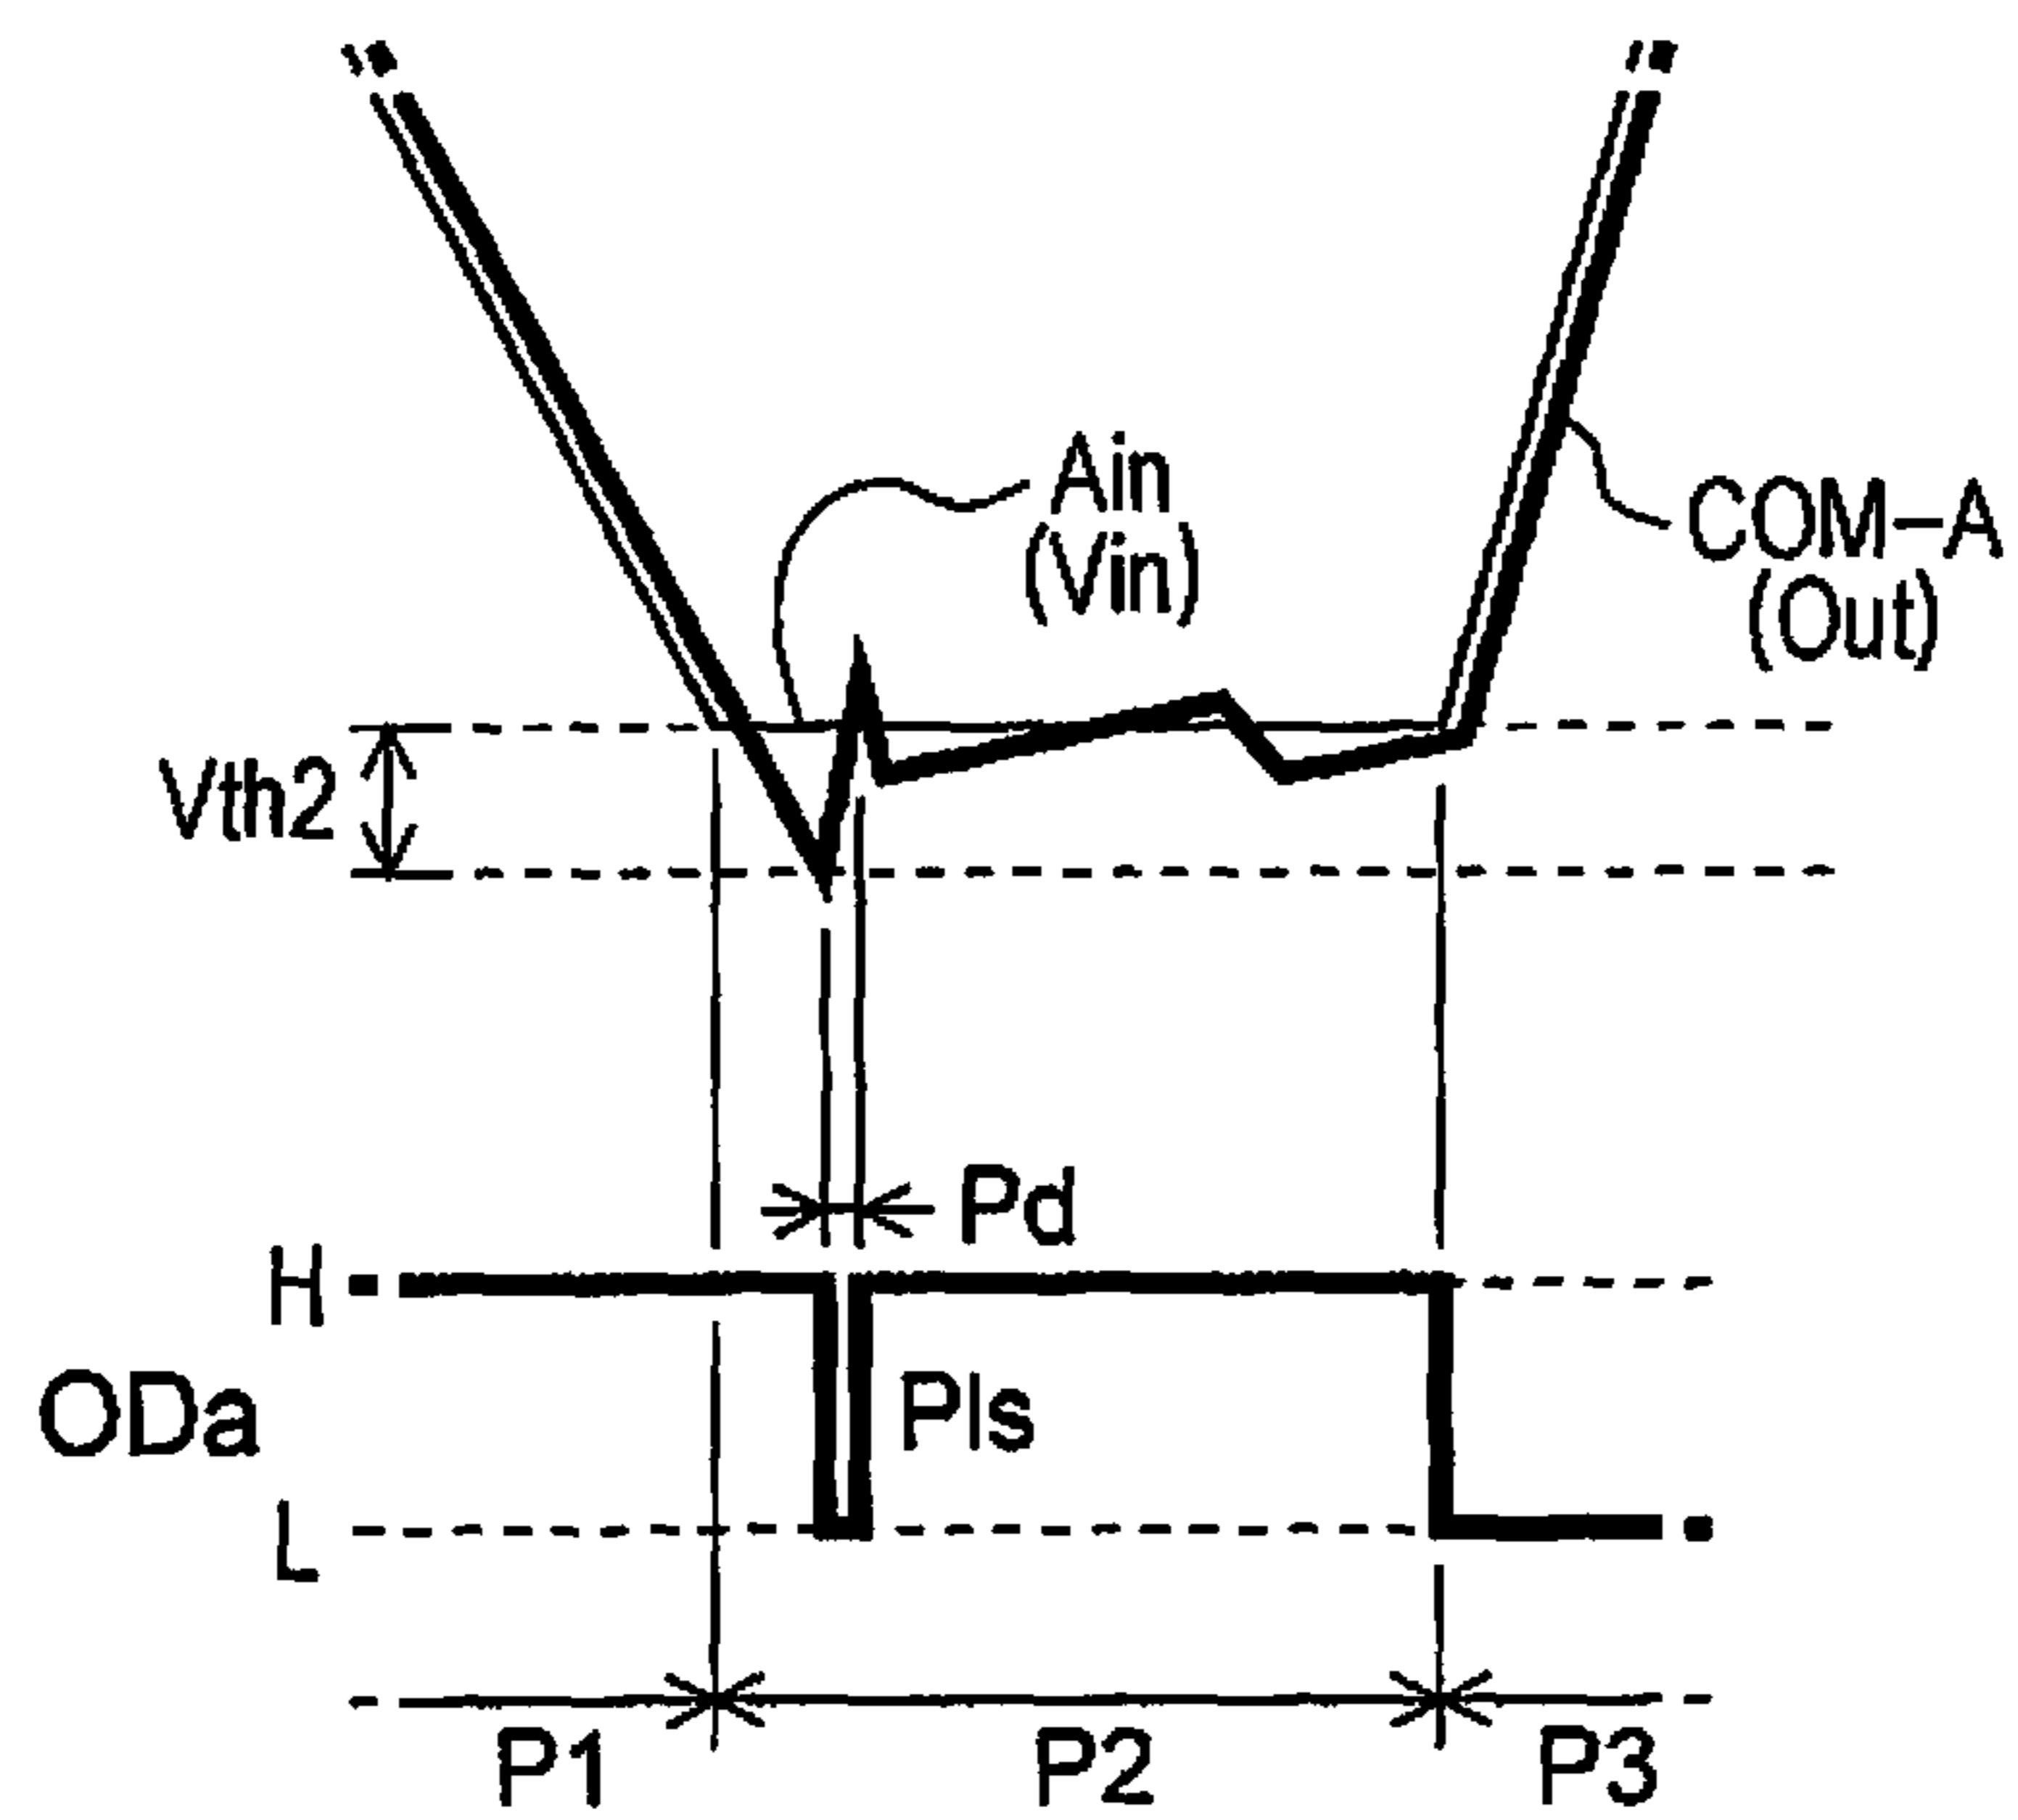 Ain
(Vin)
COM-A
(Out)
Vth2
Pd
H
ODa
Pls
L
P1
P2
P3